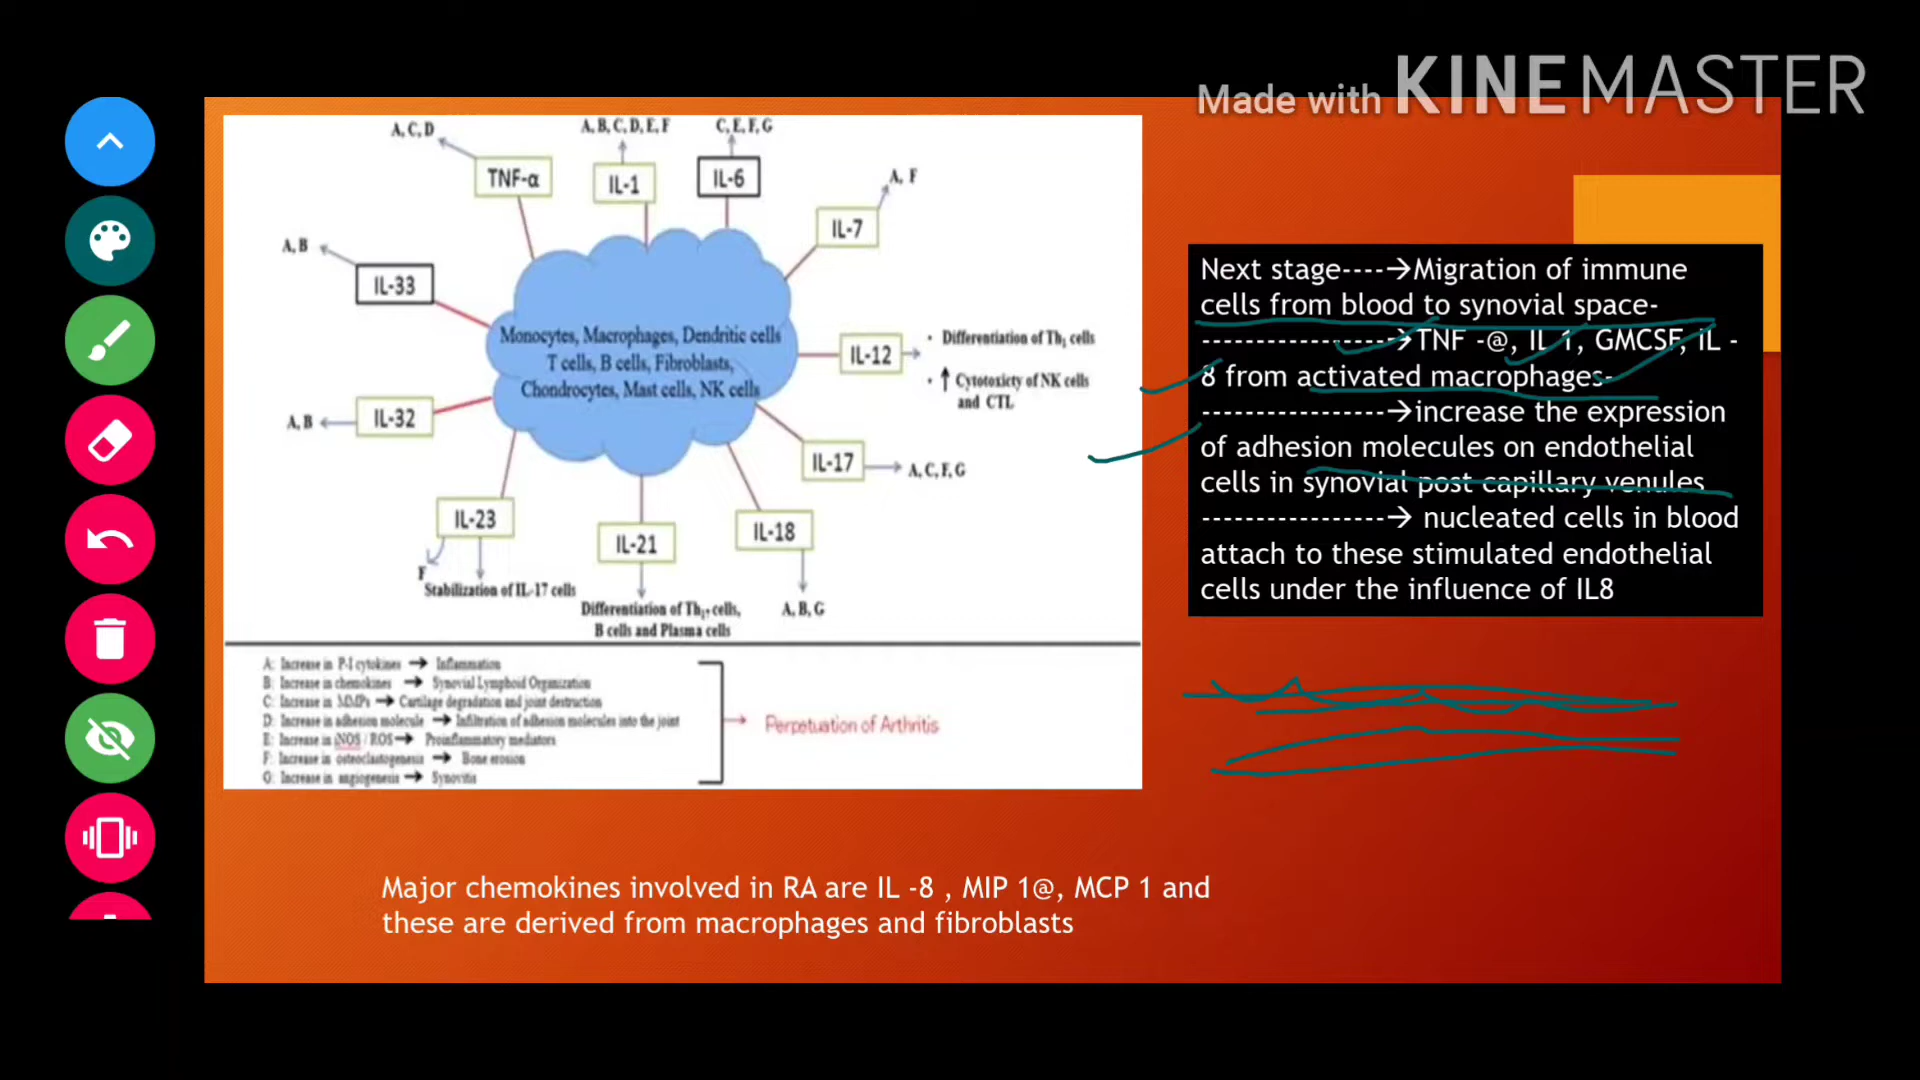 Made with KINEMASTER
A, C, D
A, B, C, D, E, F
C, E, F, G
TNF-α
IL-1
IL-6
A, F
IL-7
A, B
IL-33
Monocytes, Macrophages, Dendritic cells
T cells, B cells, Fibroblasts,
Chondrocytes, Mast cells, NK cells
IL-12
• Differentiation of Th1 cells
• Cytotoxicty of NK cells
and CTL
A, B
IL-32
IL-17
A, C, F, G
IL-23
F
Stabilization of IL-17 cells
IL-21
Differentiation of Th17 cells,
B cells and Plasma cells
IL-18
A, B, G
A: Increase in P-I cytokines → Inflammation
B: Increase in chemokines → Synovial Lymphoid Organization
C: Increase in MMPs → Cartilage degradation and joint destruction
D: Increase in adhesion molecule → Infiltration of adhesion molecules into the joint
E: Increase in iNOS / ROS → Proinflammatory mediators
F: Increase in osteoclastogenesis → Bone erosion
G: Increase in angiogenesis → Synovitis
→ Perpetuation of Arthritis
Next stage----→Migration of immune
cells from blood to synovial space-
-----------------→TNF -@, IL 1, GMCSF, IL -
8 from activated macrophages-
-----------------→increase the expression
of adhesion molecules on endothelial
cells in synovial post capillary venules
-----------------→ nucleated cells in blood
attach to these stimulated endothelial
cells under the influence of IL8
Major chemokines involved in RA are IL -8 , MIP 1@, MCP 1 and
these are derived from macrophages and fibroblasts